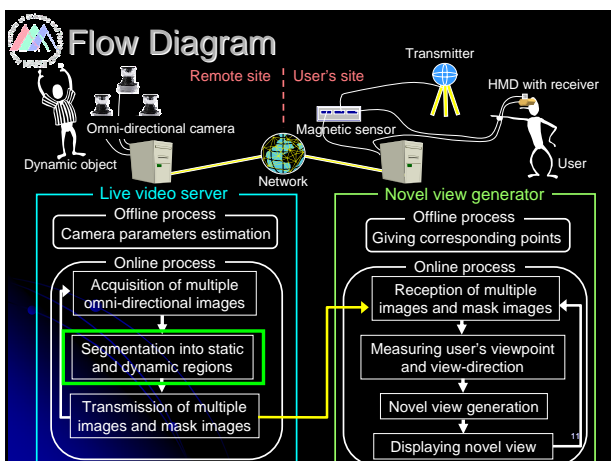 Flow Diagram
Remote site
User's site
Transmitter
HMD with receiver
Omni-directional camera
Magnetic sensor
Dynamic object
Network
User
Live video server
Offline process
Camera parameters estimation
Online process
Acquisition of multiple
omni-directional images
Segmentation into static
and dynamic regions
Transmission of multiple
images and mask images
Novel view generator
Offline process
Giving corresponding points
Online process
Reception of multiple
images and mask images
Measuring user's viewpoint
and view-direction
Novel view generation
Displaying novel view
11